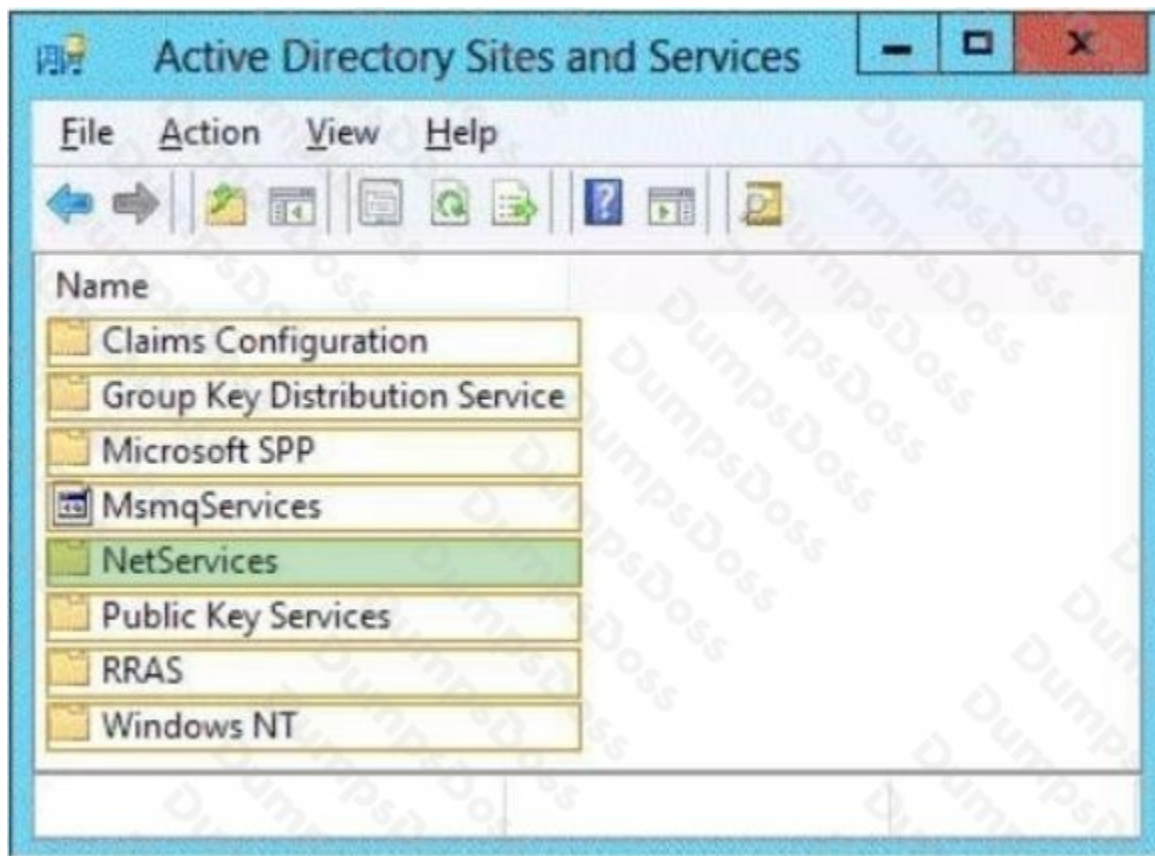 Active Directory Sites and Services
File Action View Help
Name
Claims Configuration
Group Key Distribution Service
Microsoft SPP
MsmqServices
NetServices
Public Key Services
RRAS
Windows NT
DumpsDoss